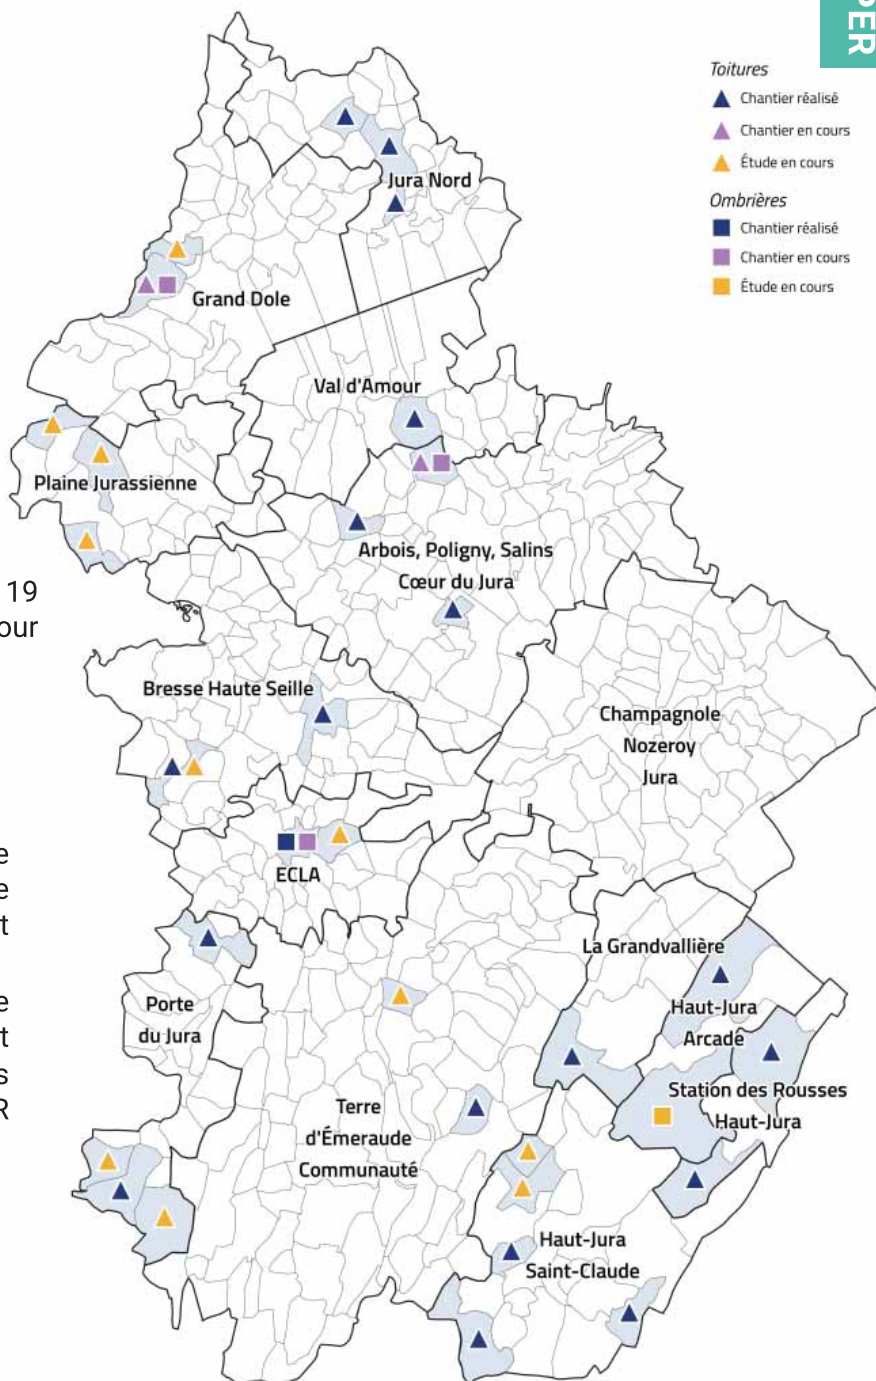 PER
Toitures
Chantier réalisé
Chantier en cours
Étude en cours
Ombrières
Chantier réalisé
Chantier en cours
Étude en cours
Jura Nord
Grand Dole
Val d'Amour
Plaine Jurassienne
Arbois, Poligny, Salins
Cœur du Jura
19
our
Bresse Haute Seille
Champagnole
Nozeroy
Jura
e
e
t
ECLA
La Grandvallière
Haut-Jura
Arcade
Porte
du Jura
e
t
s
R
Station des Rousses
Haut-Jura
Terre
d'Émeraude
Communauté
Haut-Jura
Saint-Claude